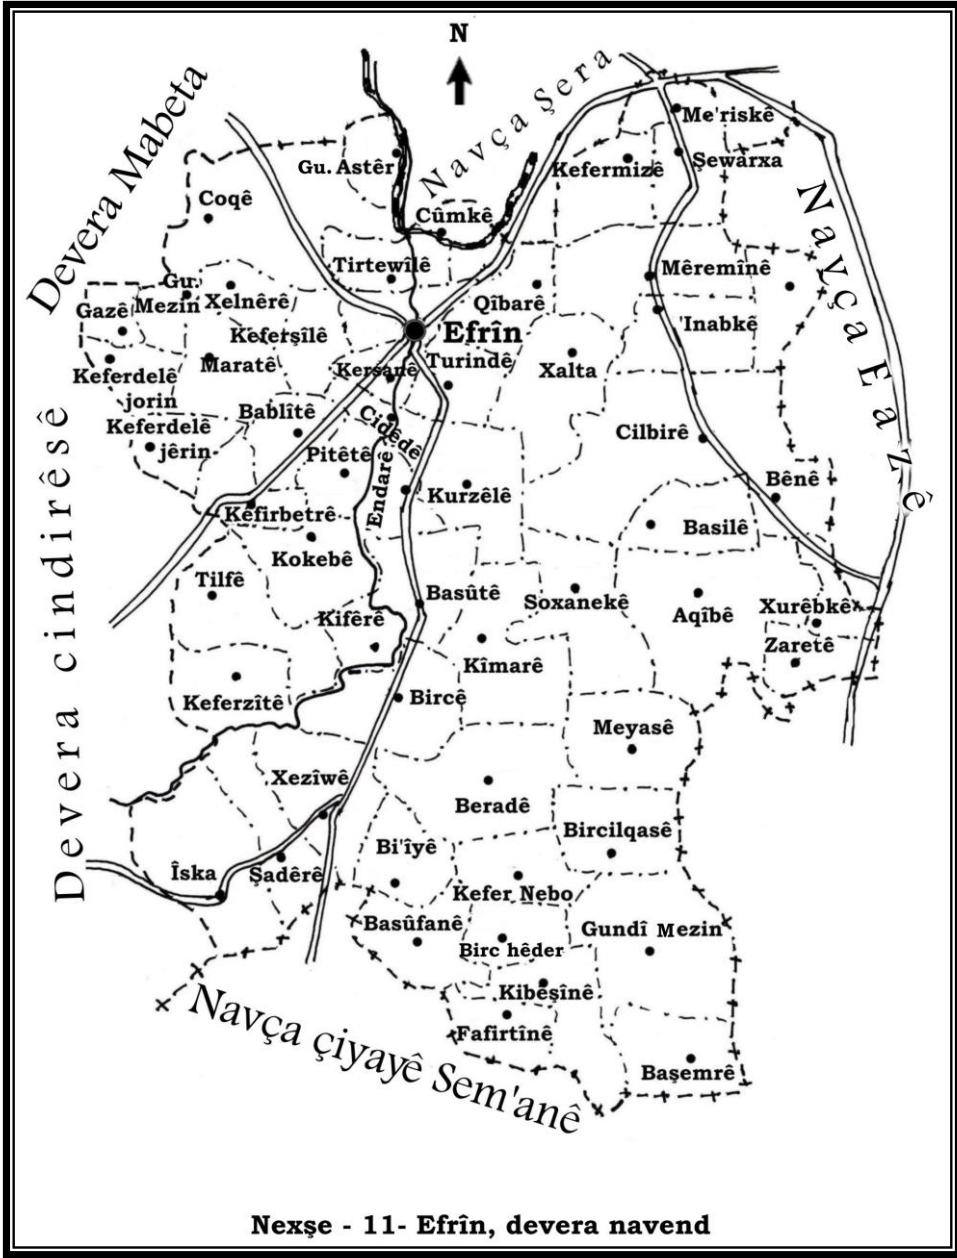 N
Devera Mabeta
Navça Şera
Me'riskê
Gu. Astêr
Kefermizê
Şewarxa
Coqê
Cûmkê
Navça Eazê
Tirtewîlê
Mêremînê
Gu.
Mezin
Xelnêrê
Gazê
Qîbarê
'Inabkê
Keferşîlê
Efrîn
Maratê
Kersanê
Turindê
Xalta
Keferdelê
jorin
Bablîtê
Cidêdê
Keferdelê
jêrin
Cilbirê
Pitêtê
'Endarê
Kurzêlê
Bênê
Kefirbetrê
Basilê
Kokebê
Devera cindirêsê
Tilfê
Basûtê
Soxanekê
Aqîbê
Xurêbkê
Kifêrê
Zaretê
Kîmarê
Keferzîtê
Bircê
Meyasê
Xezîwê
Beradê
Bircilqasê
Bi'îyê
Îska
Şadêrê
Kefer Nebo
Basûfanê
Gundî Mezin
Birc hêder
Kibêşînê
Fafirtînê
Navça çiyayê Sem'anê
Başemrê
Nexşe - 11- Efrîn, devera navend